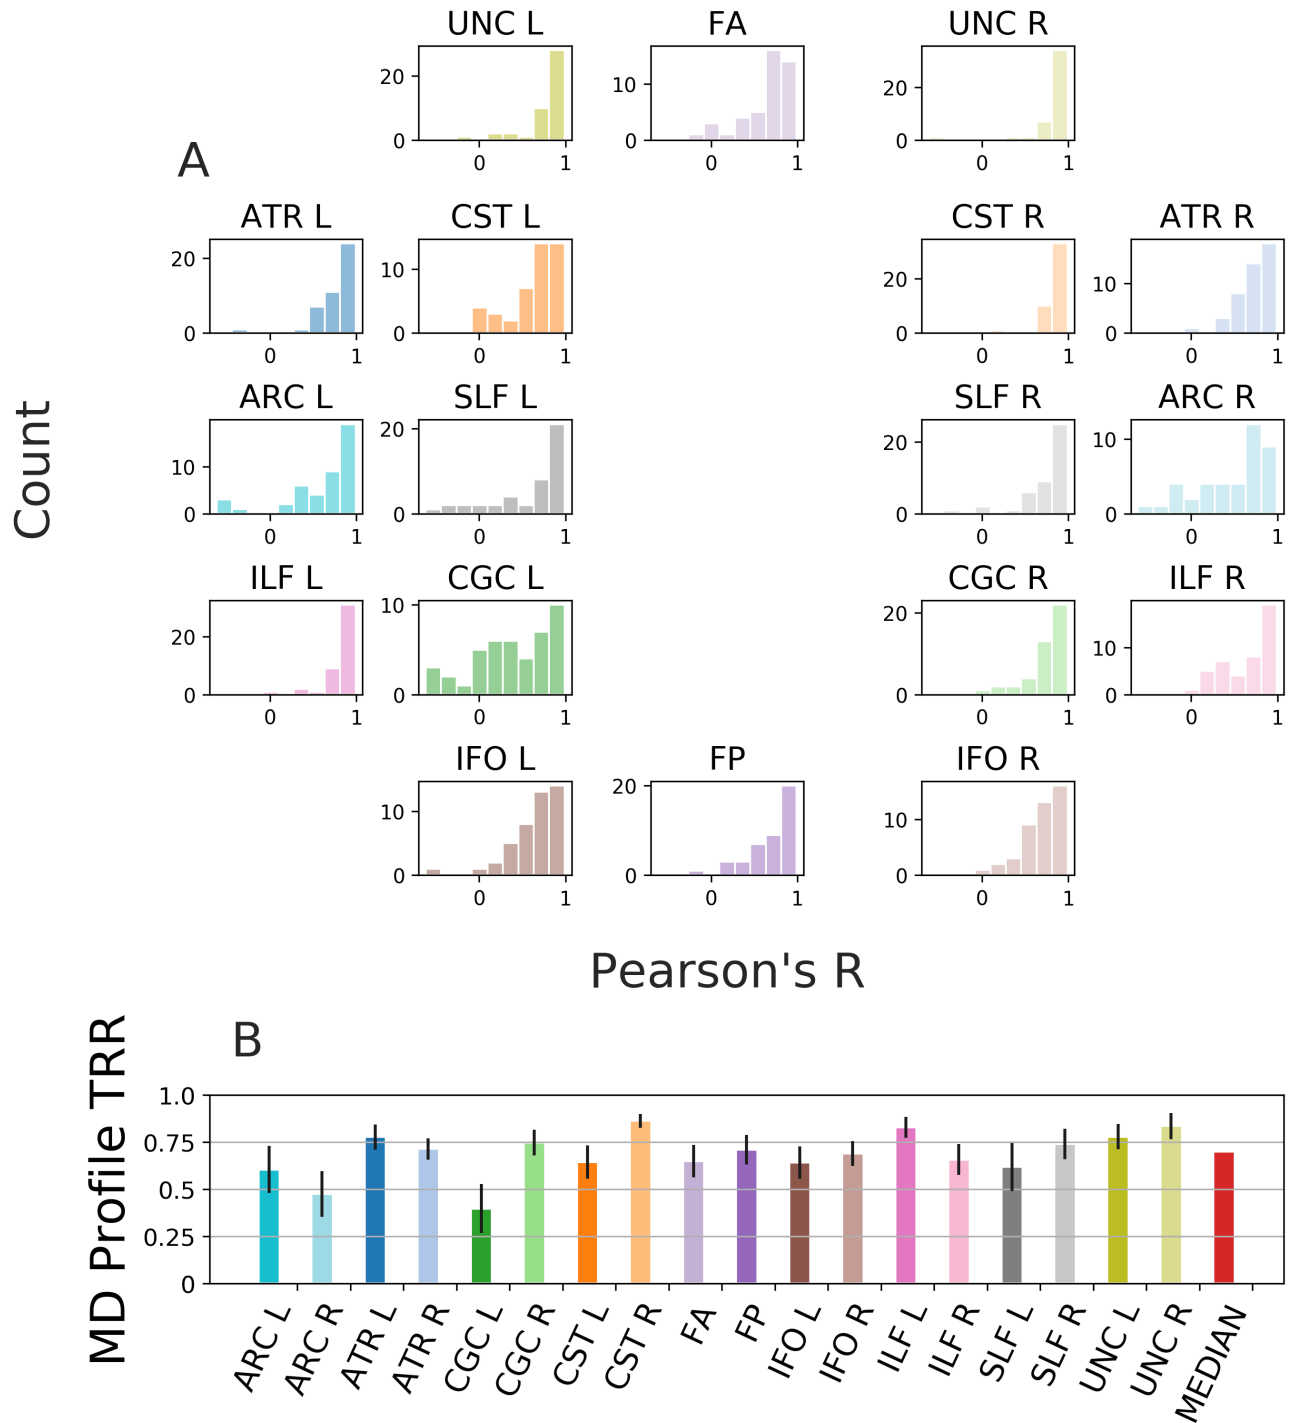 UNC L
FA
UNC R
20
0
0
1
10
0
0
1
20
0
0
1
A
ATR L
CST L
CST R
ATR R
20
0
0
1
10
0
0
1
20
0
0
1
10
0
0
1
ARC L
SLF L
SLF R
ARC R
10
0
0
1
20
0
0
1
20
0
0
1
10
0
0
1
Count
ILF L
CGC L
CGC R
ILF R
20
0
0
1
10
0
0
1
20
0
0
1
10
0
0
1
IFO L
FP
IFO R
10
0
0
1
20
0
0
1
10
0
0
1
Pearson's R
B
MD Profile TRR
1.0
0.75
0.5
0.25
0
ARC L
ARC R
ATR L
ATR R
CGC L
CGC R
CST L
CST R
FA
FP
IFO L
IFO R
ILF L
ILF R
SLF L
SLF R
UNC L
UNC R
MEDIAN